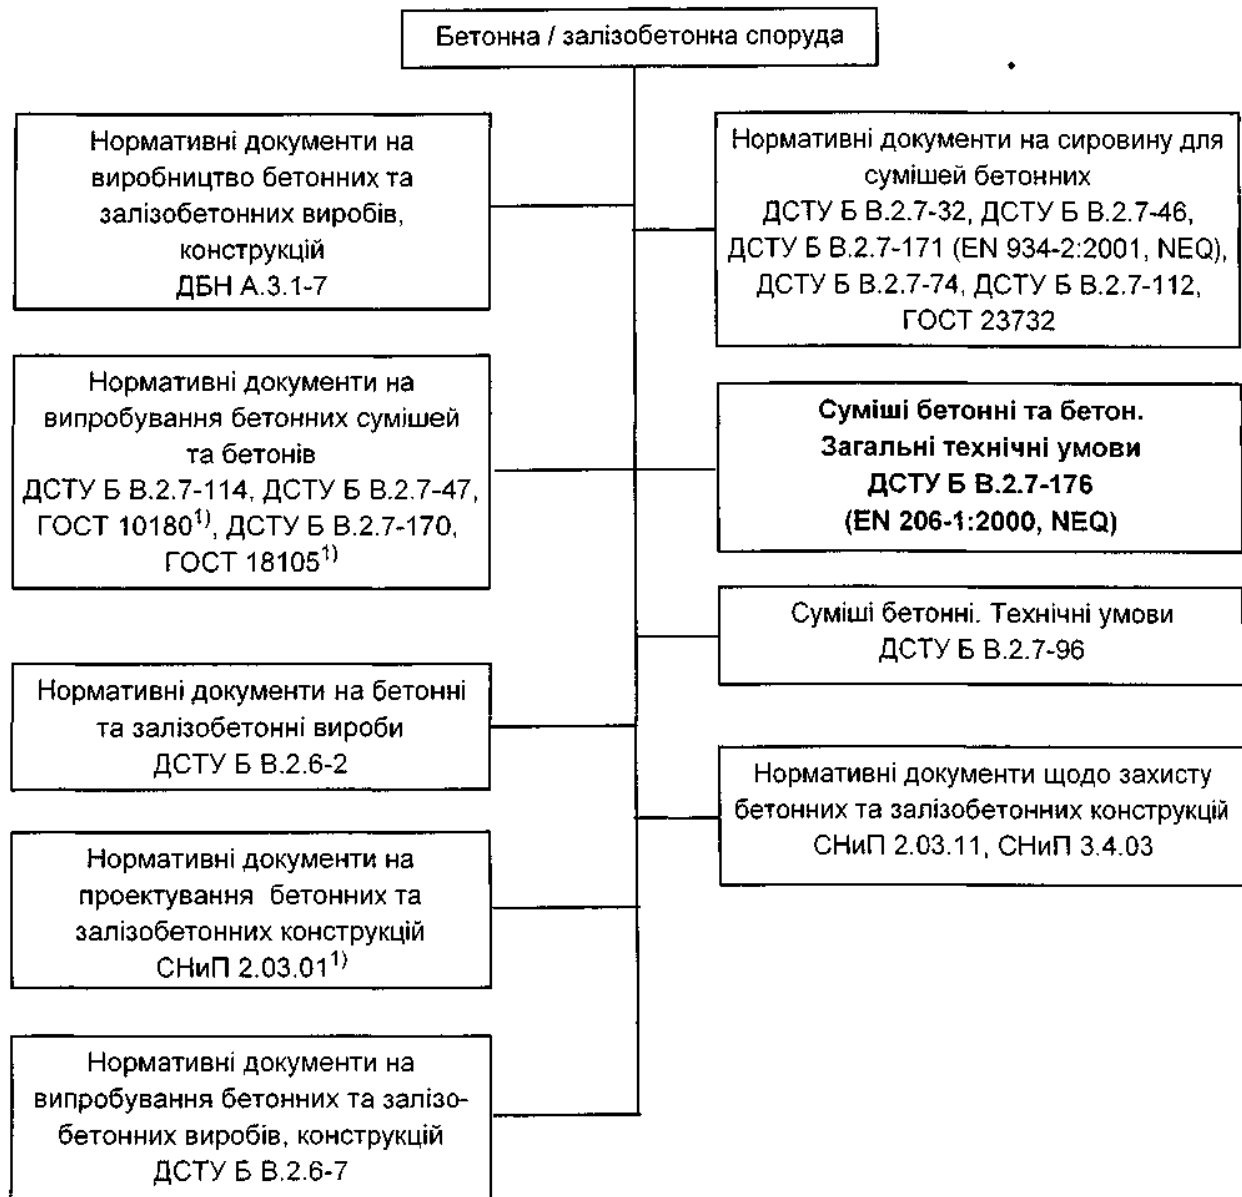 Бетонна / залізобетонна споруда
Нормативні документи на
виробництво бетонних та
залізобетонних виробів,
конструкцій
ДБН А.3.1-7
Нормативні документи на
випробування бетонних сумішей
та бетонів
ДСТУ Б В.2.7-114, ДСТУ Б В.2.7-47,
ГОСТ 10180¹⁾, ДСТУ Б В.2.7-170,
ГОСТ 18105¹⁾
Нормативні документи на бетонні
та залізобетонні вироби
ДСТУ Б В.2.6-2
Нормативні документи на
проектування бетонних та
залізобетонних конструкцій
СНиП 2.03.01¹⁾
Нормативні документи на
випробування бетонних та залізо-
бетонних виробів, конструкцій
ДСТУ Б В.2.6-7
Нормативні документи на сировину для
сумішей бетонних
ДСТУ Б В.2.7-32, ДСТУ Б В.2.7-46,
ДСТУ Б В.2.7-171 (EN 934-2:2001, NEQ),
ДСТУ Б В.2.7-74, ДСТУ Б В.2.7-112,
ГОСТ 23732
Суміші бетонні та бетон.
Загальні технічні умови
ДСТУ Б В.2.7-176
(EN 206-1:2000, NEQ)
Суміші бетонні. Технічні умови
ДСТУ Б В.2.7-96
Нормативні документи щодо захисту
бетонних та залізобетонних конструкцій
СНиП 2.03.11, СНиП 3.4.03